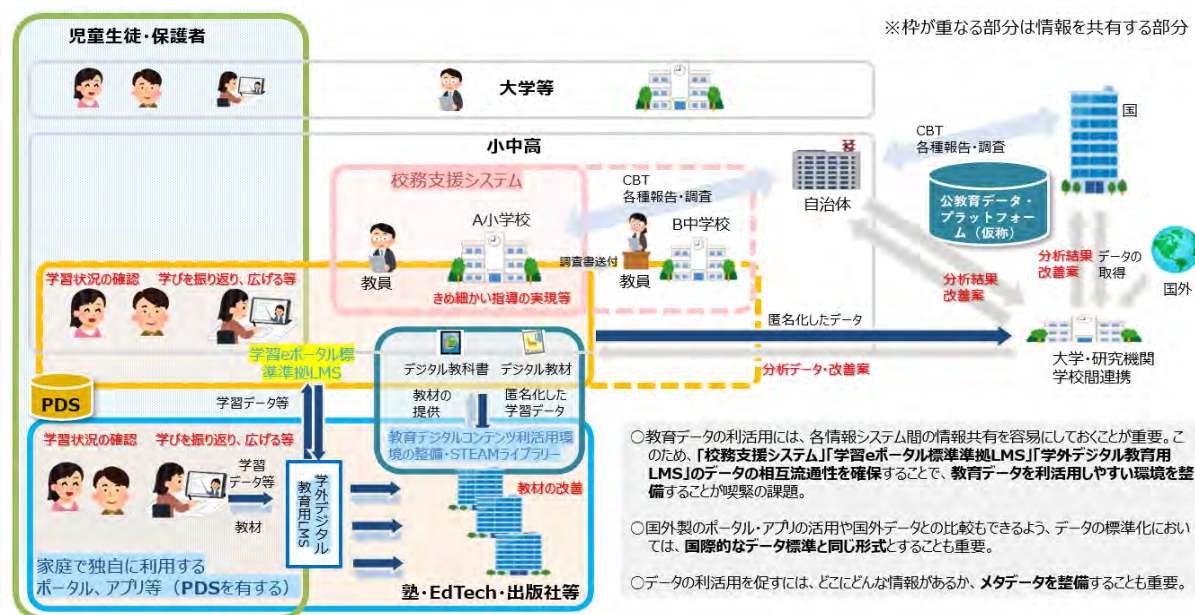 児童生徒・保護者
※枠が重なる部分は情報を共有する部分
大学等
小中高
国
CBT
各種報告・調査
自治体
公教育データ・
プラットフォー
ム（仮称）
校務支援システム
CBT
各種報告・調査
A小学校
B中学校
教員
調査書送付
教員
きめ細かい指導の実現等
分析結果
改善案
分析結果
改善案
データの
取得
国外
学習状況の確認
学びを振り返り、広げる等
匿名化したデータ
大学・研究機関
学校間連携
分析データ・改善案
学習eポータル標
準準拠LMS
デジタル教科書
デジタル教材
PDS
学習データ等
教材の
提供
匿名化した
学習データ
教育デジタルコンテンツ利活用環
境の整備・STEAMライブラリー
学習状況の確認
学びを振り返り、広げる等
学習
データ等
教材
学外デジタル
教育用LMS
教材の改善
家庭で独自に利用する
ポータル、アプリ等（PDSを有する）
塾・EdTech・出版社等
○教育データの利活用には、各情報システム間の情報共有を容易にしておくことが重要。こ
のため、「校務支援システム」「学習eポータル標準準拠LMS」「学外デジタル教育用
LMS」のデータの相互流通性を確保することで、教育データを利活用しやすい環境を整
備することが喫緊の課題。
○国外製のポータル・アプリの活用や国外データとの比較もできるよう、データの標準化におい
ては、国際的なデータ標準と同じ形式とすることも重要。
○データの利活用を促すには、どこにどんな情報があるか、メタデータを整備することも重要。